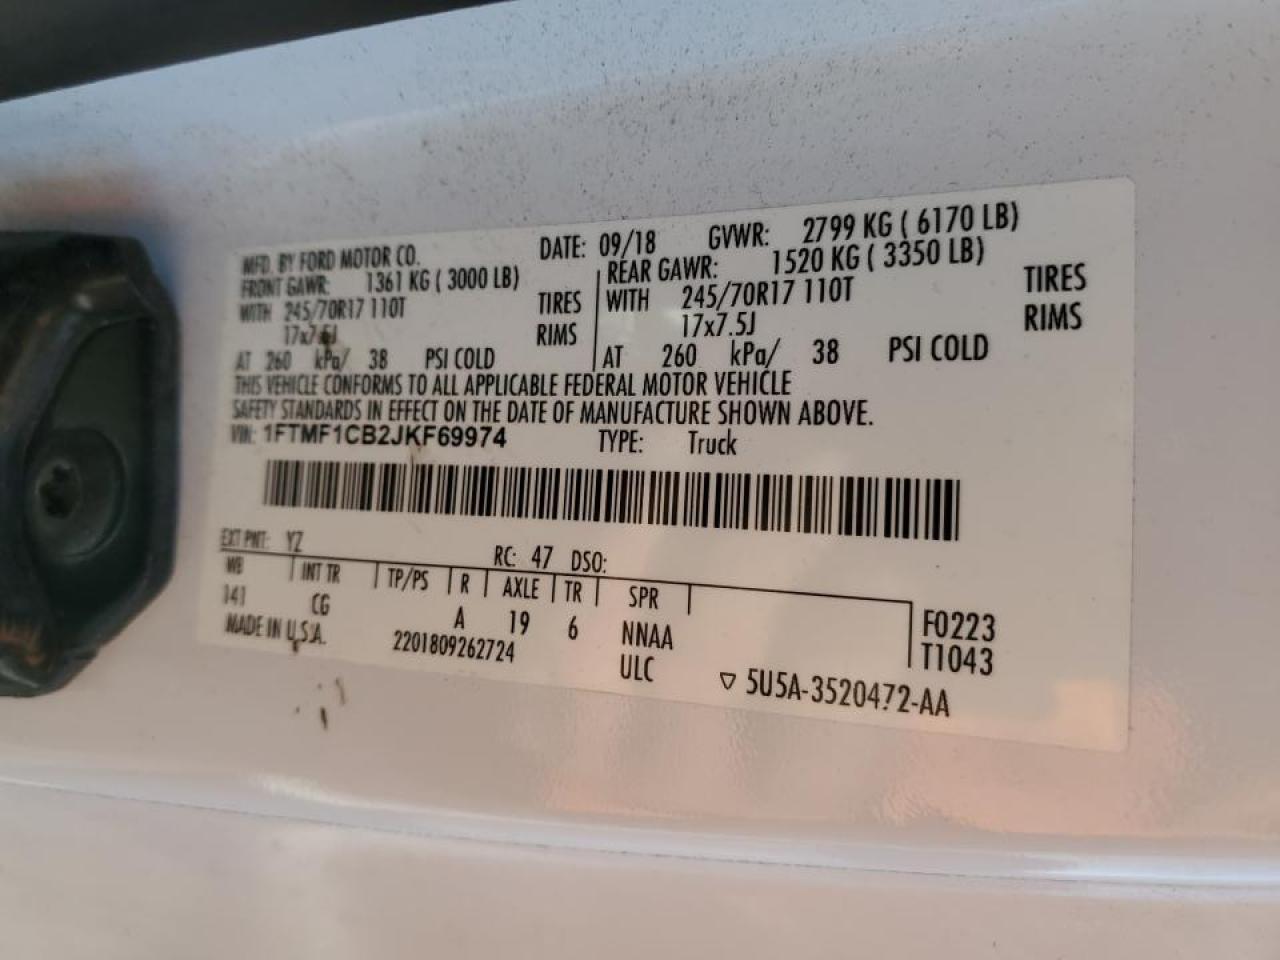 MFD. BY FORD MOTOR CO. DATE: 09/18 GVWR: 2799 KG ( 6170 LB)
FRONT GAWR: 1361 KG ( 3000 LB) REAR GAWR: 1520 KG ( 3350 LB)
WITH 245/70R17 110T TIRES WITH 245/70R17 110T TIRES
17x7.5J RIMS 17x7.5J RIMS
AT 260 kPa/ 38 PSI COLD AT 260 kPa/ 38 PSI COLD
THIS VEHICLE CONFORMS TO ALL APPLICABLE FEDERAL MOTOR VEHICLE
SAFETY STANDARDS IN EFFECT ON THE DATE OF MANUFACTURE SHOWN ABOVE.
VIN: 1FTMF1CB2JKF69974 TYPE: Truck
EXT PNT: YZ RC: 47 DSO:
WB INT TR TP/PS R AXLE TR SPR
141 CG A 19 6 NNAA F0223
MADE IN U.S.A. 2201809262724 ULC T1043
▽ 5U5A-3520472-AA